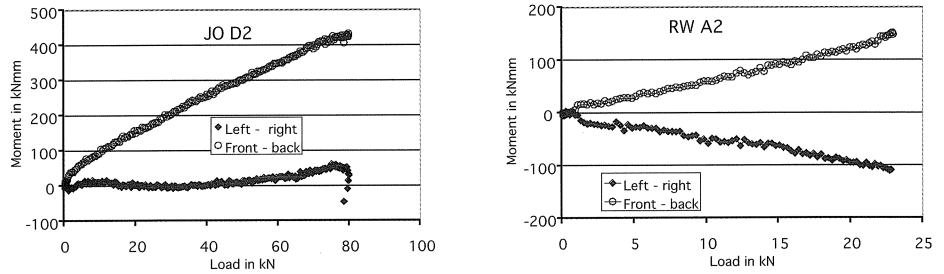 JO D2
Moment in kNmm
500
400
300
200
100
0
-100
Left - right
Front - back
0 20 40 60 80 100
Load in kN
RW A2
Moment in kNmm
200
100
0
-100
-200
Left - right
Front - back
0 5 10 15 20 25
Load in kN